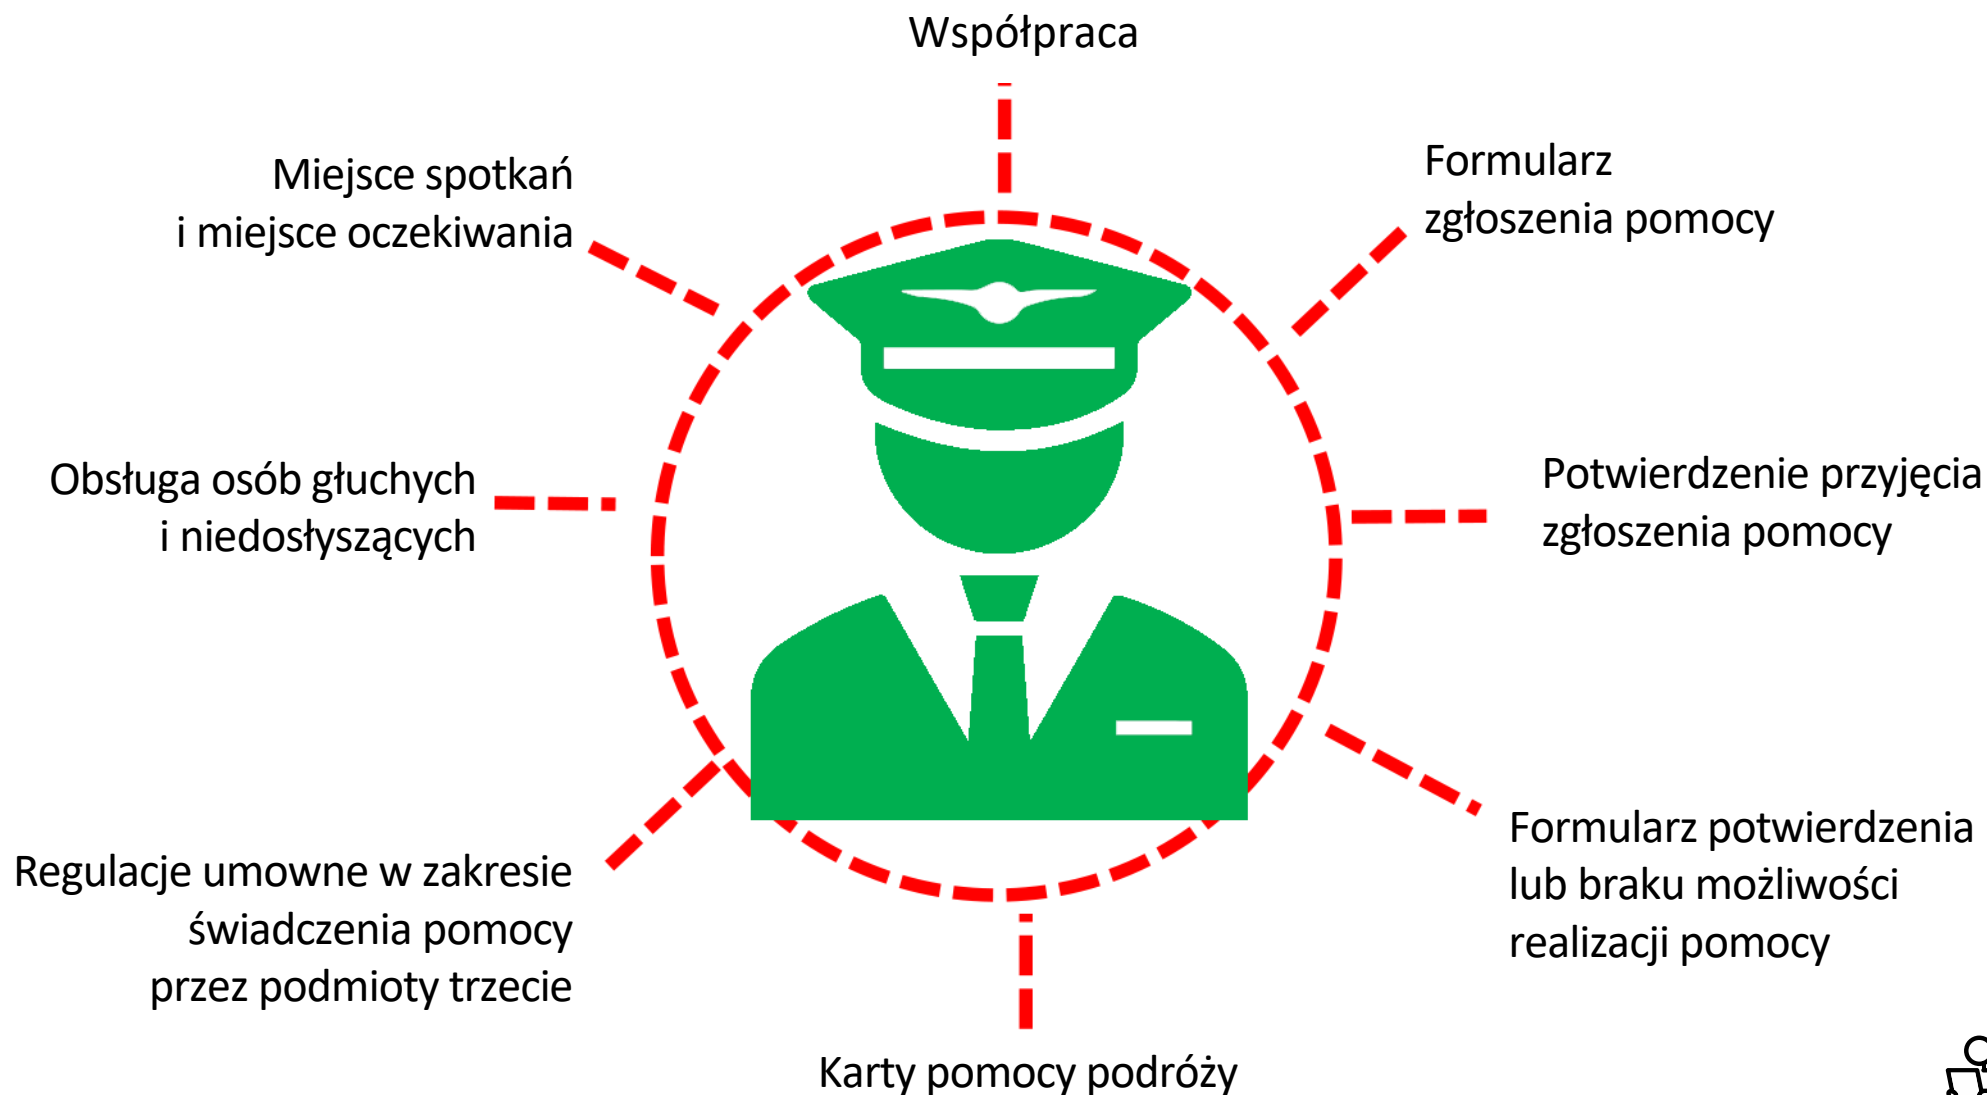 Współpraca
Formularz
zgłoszenia pomocy
Potwierdzenie przyjęcia
zgłoszenia pomocy
Formularz potwierdzenia
lub braku możliwości
realizacji pomocy
Karty pomocy podróży
Regulacje umowne w zakresie
świadczenia pomocy
przez podmioty trzecie
Obsługa osób głuchych
i niedosłyszących
Miejsce spotkań
i miejsce oczekiwania